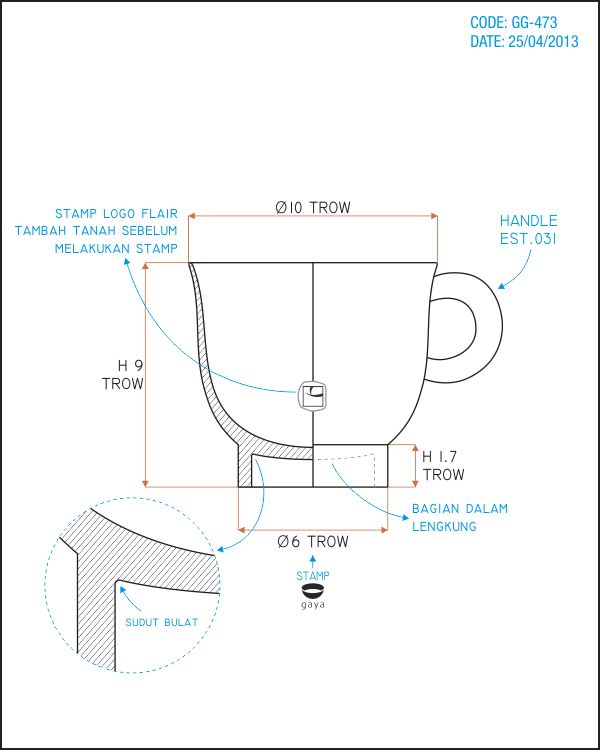 CODE: GG-473
DATE: 25/04/2013
STAMP LOGO FLAIR
TAMBAH TANAH SEBELUM
MELAKUKAN STAMP
Ø10 TROW
HANDLE
EST.031
H 9
TROW
H 1.7
TROW
BAGIAN DALAM
LENGKUNG
Ø6 TROW
STAMP
gaya
SUDUT BULAT